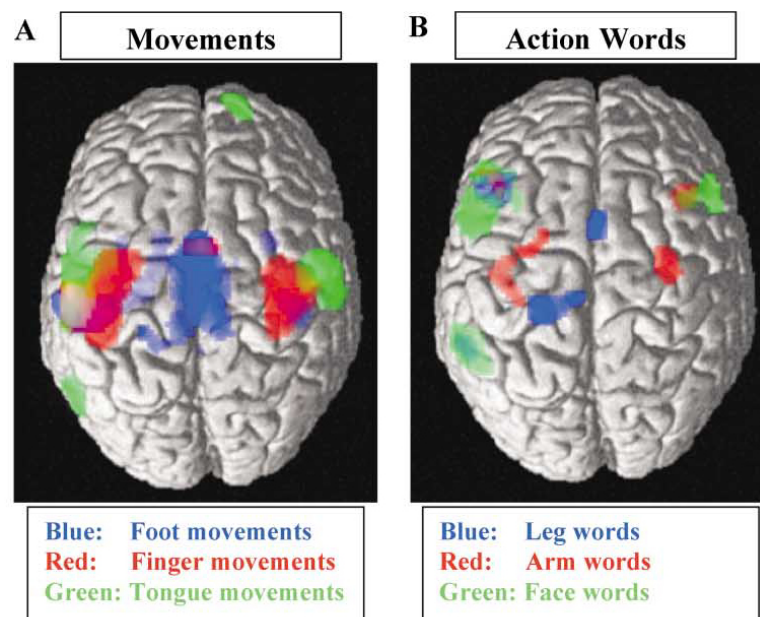 A
Movements
B
Action Words
Blue: Foot movements
Red: Finger movements
Green: Tongue movements
Blue: Leg words
Red: Arm words
Green: Face words